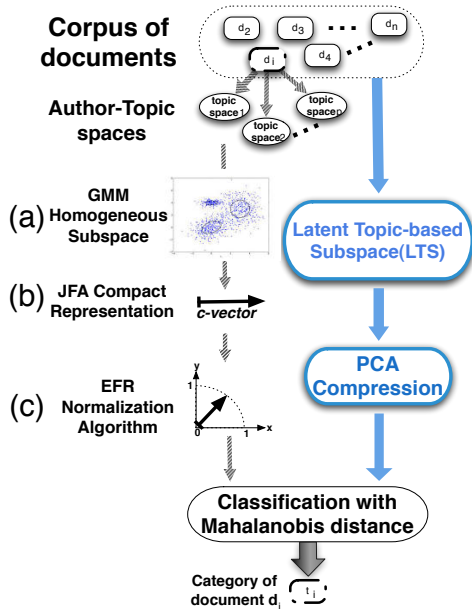 Corpus of
documents
d2 d3 dn
di d4
Author-Topic
spaces
topic
space1
topic
space2
topic
spacep
(a) GMM
Homogeneous
Subspace
Latent Topic-based
Subspace(LTS)
(b) JFA Compact
Representation
c-vector
PCA
Compression
(c) EFR
Normalization
Algorithm
y
1
0 1 x
Classification with
Mahalanobis distance
Category of
document di
ti